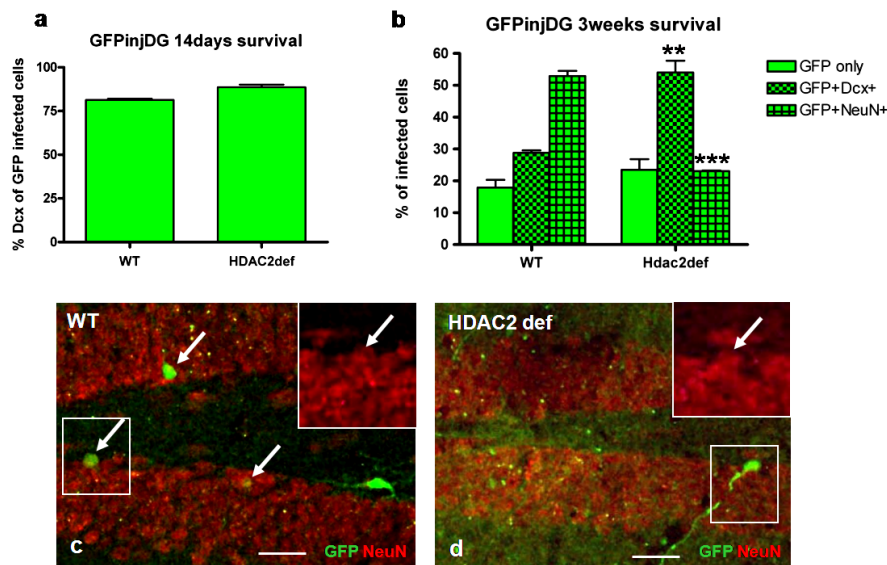 a
GFPinjDG 14days survival
% Dcx of GFP infected cells
100
75
50
25
0
WT
HDAC2def
b
GFPinjDG 3weeks survival
% of infected cells
60
50
40
30
20
10
0
**
***
WT
Hdac2def
GFP only
GFP+Dcx+
GFP+NeuN+
WT
c
GFP NeuN
HDAC2 def
d
GFP NeuN